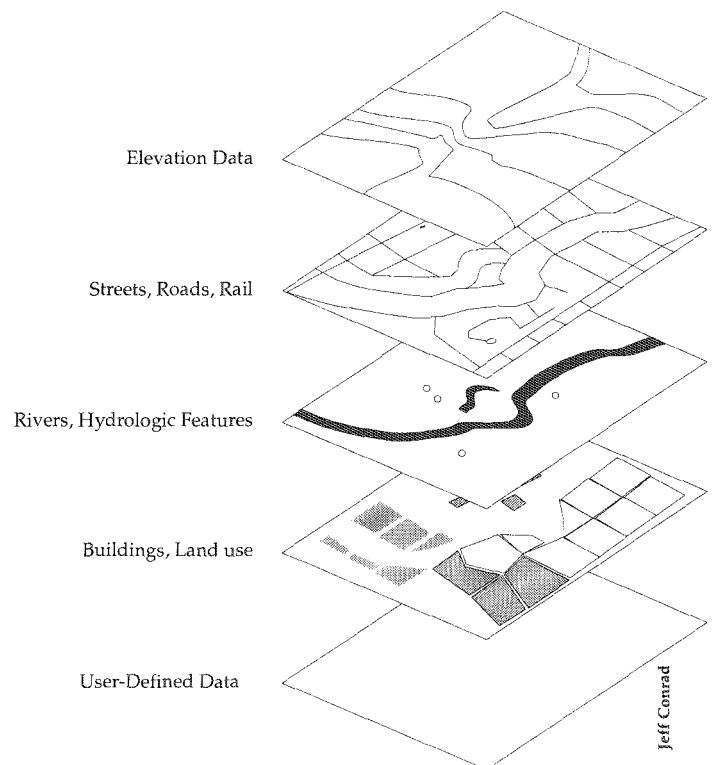 Elevation Data
Streets, Roads, Rail
Rivers, Hydrologic Features
Buildings, Land use
User-Defined Data
Jeff Conrad